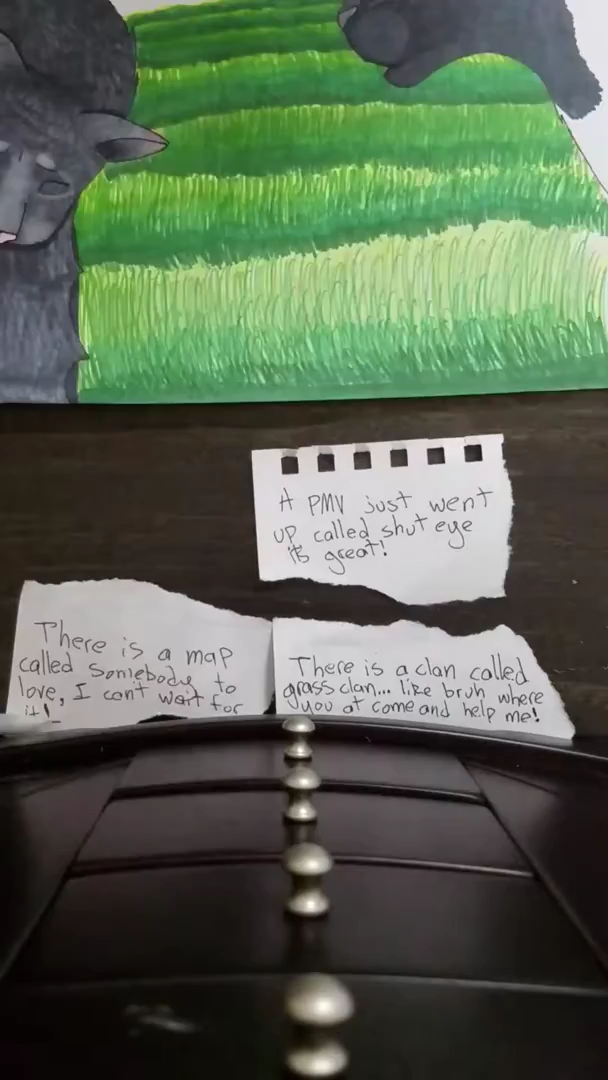 A PMV just went
up called shut eye
its great!
There is a map
called Somebody to
love, I can't wait for
it!
There is a clan called
grass clan... like bruh where
you at come and help me!